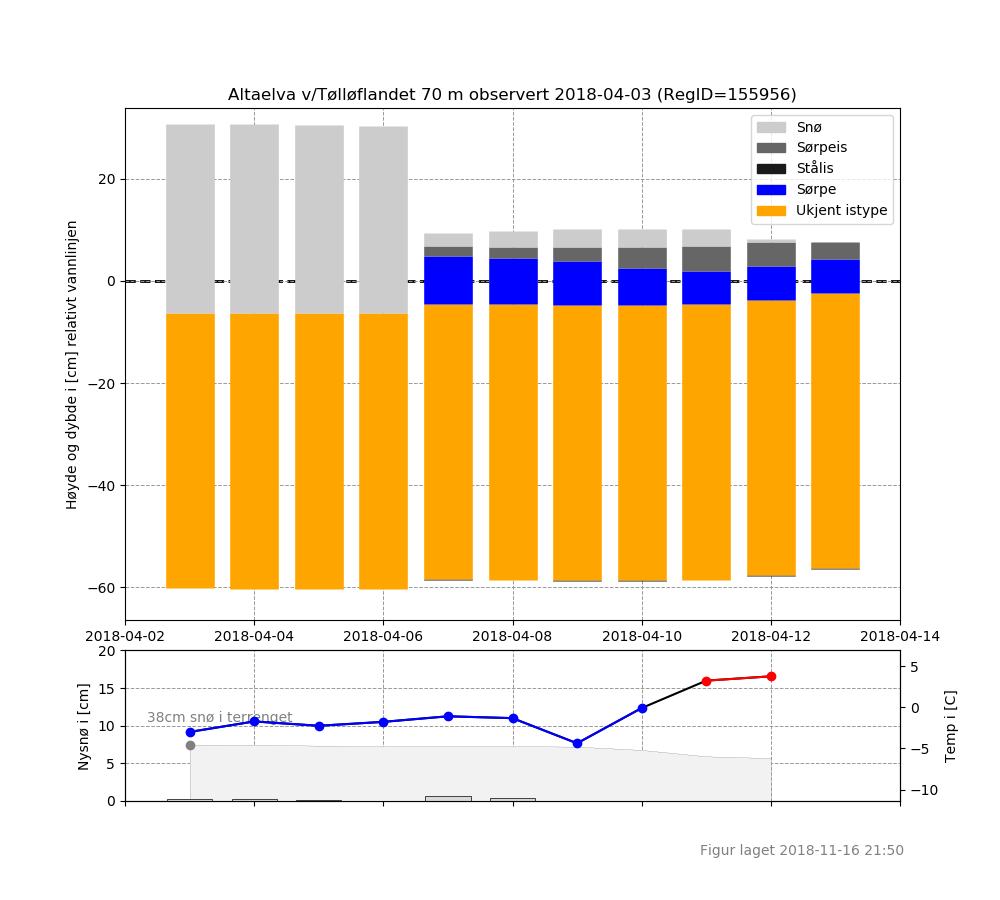 Altaelva v/Tølløflandet 70 m observert 2018-04-03 (RegID=155956)
Snø
Sørpeis
Stålis
Sørpe
Ukjent istype
Høyde og dybde i [cm] relativt vannlinjen
20
0
−20
−40
−60
2018-04-02 2018-04-04 2018-04-06 2018-04-08 2018-04-10 2018-04-12 2018-04-14
Nysnø i [cm]
20
15
10
5
0
38cm snø i terrenget
5
0
−5
−10
Temp i [C]
Figur laget 2018-11-16 21:50